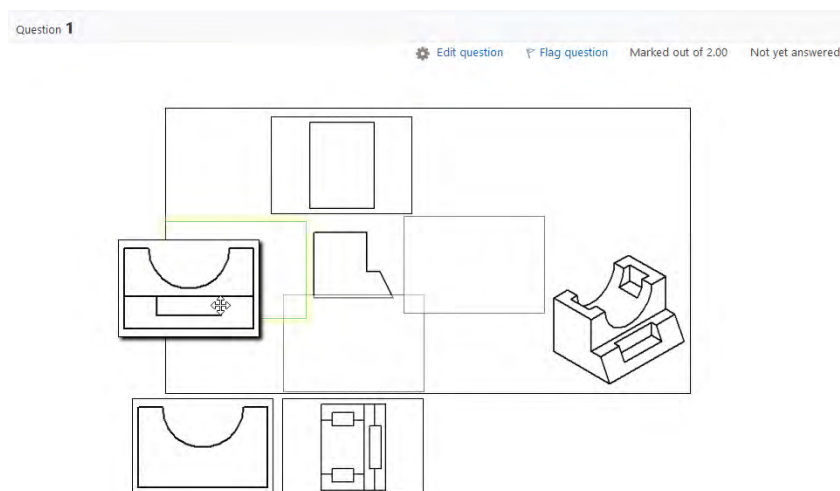 Question 1
Edit question Flag question Marked out of 2.00 Not yet answered